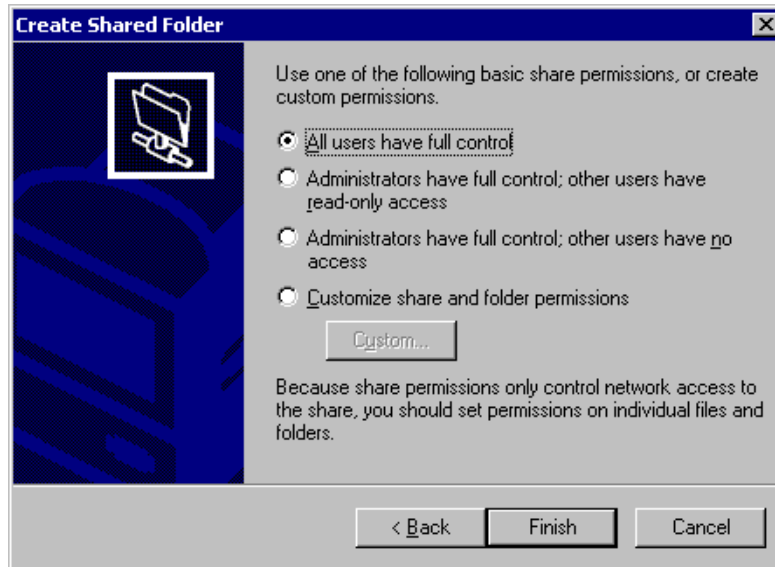 Create Shared Folder
Use one of the following basic share permissions, or create
custom permissions.
All users have full control
Administrators have full control; other users have
read-only access
Administrators have full control; other users have no
access
Customize share and folder permissions
Custom...
Because share permissions only control network access to
the share, you should set permissions on individual files and
folders.
< Back
Finish
Cancel